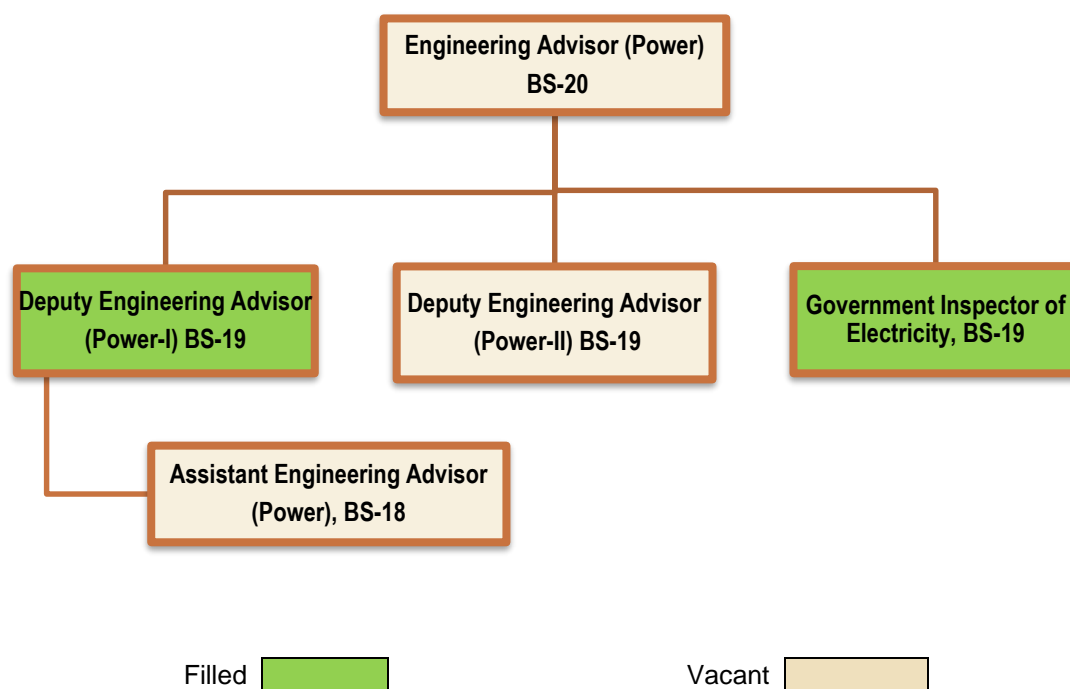 Engineering Advisor (Power)
BS-20
Deputy Engineering Advisor
(Power-I) BS-19
Deputy Engineering Advisor
(Power-II) BS-19
Government Inspector of
Electricity, BS-19
Assistant Engineering Advisor
(Power), BS-18
Filled
Vacant